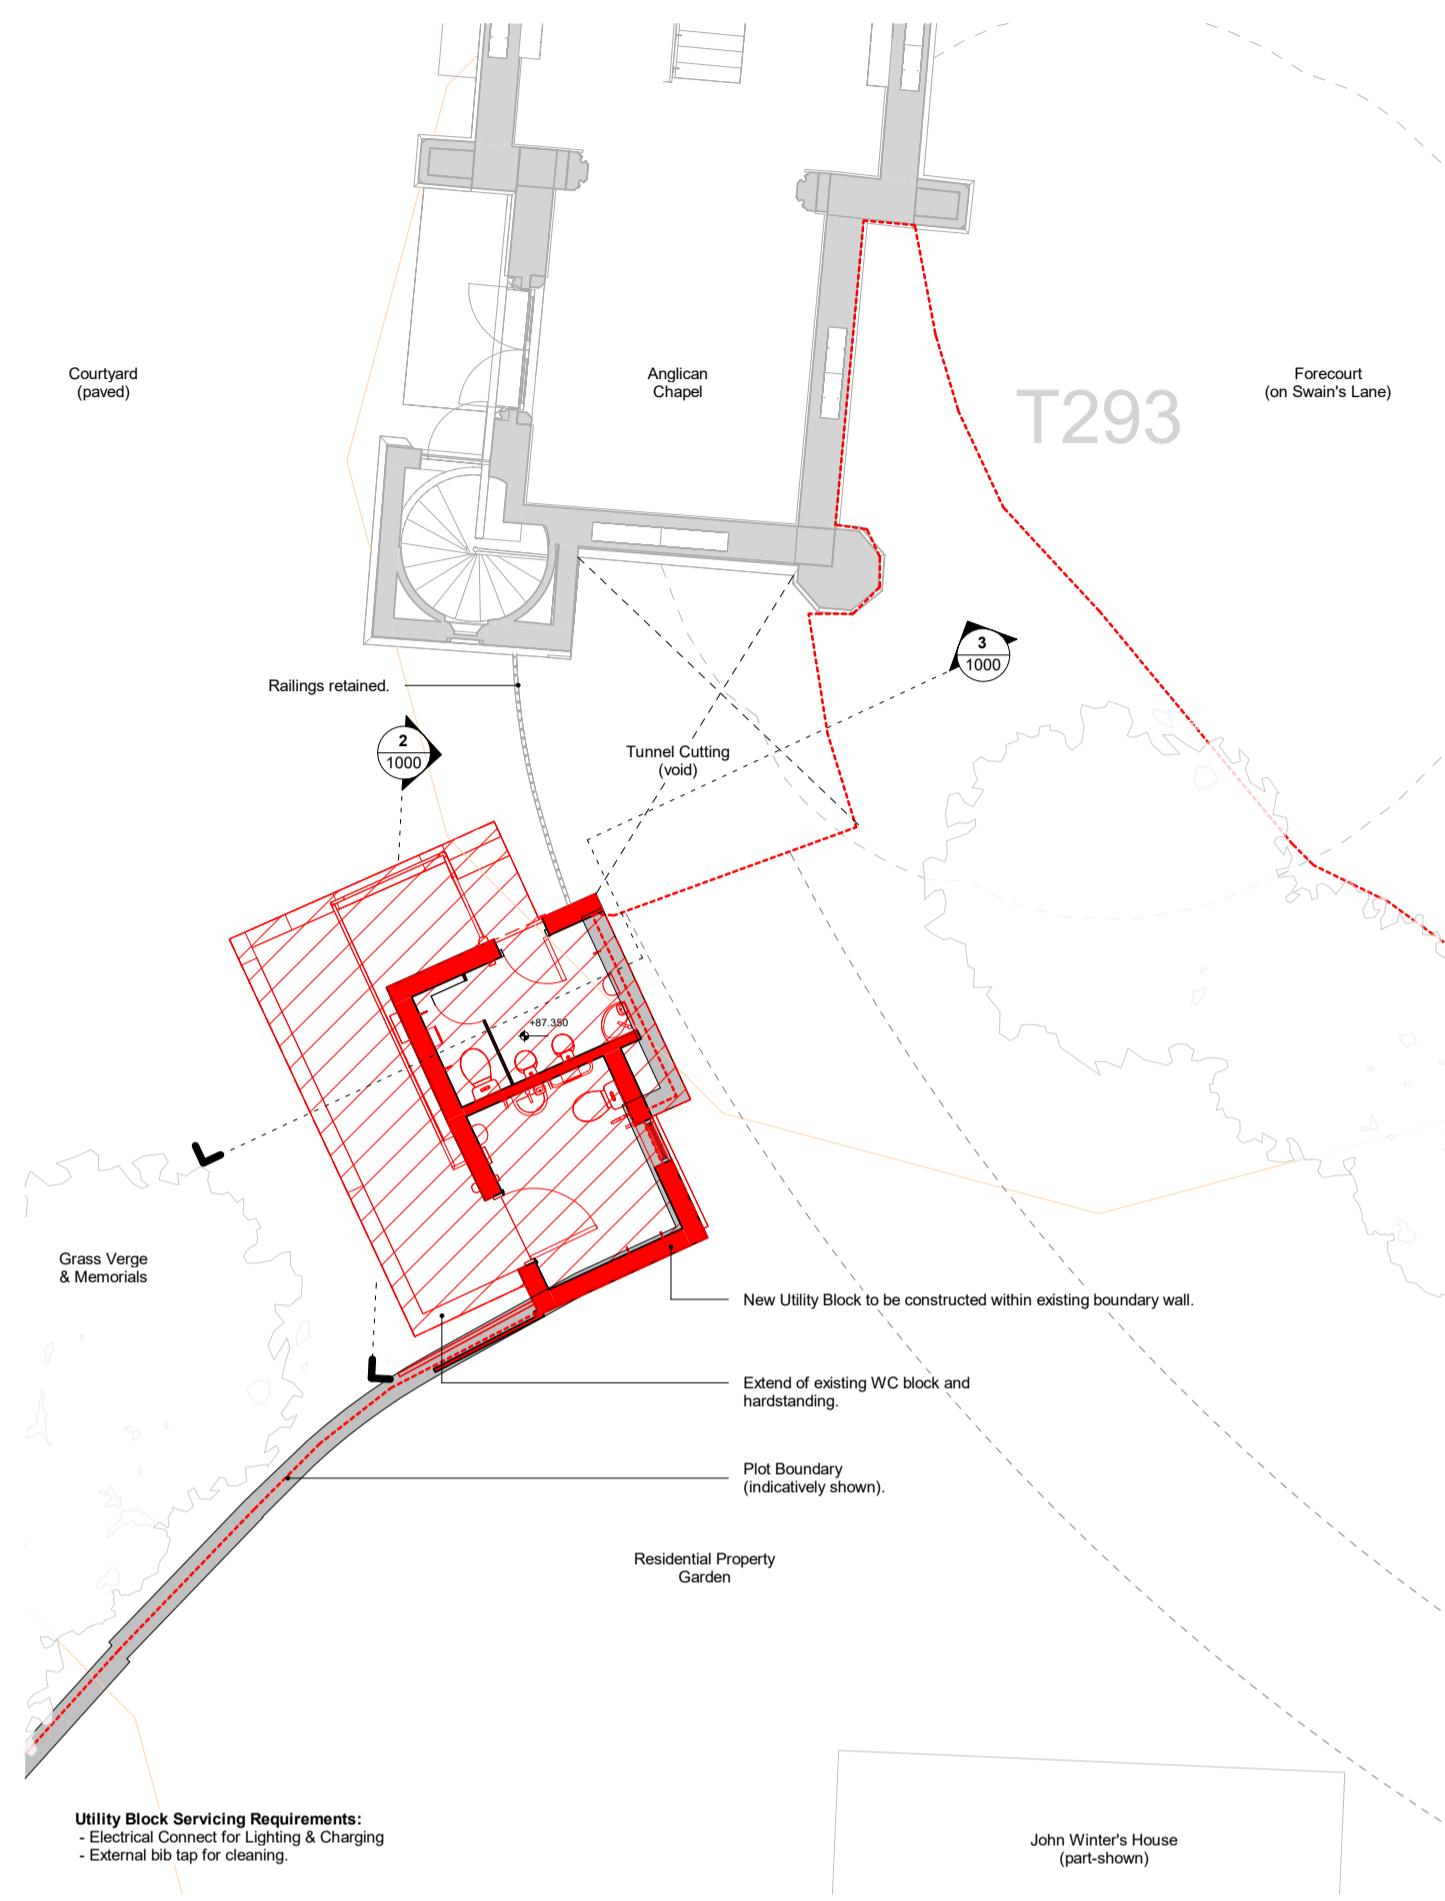 Courtyard
(paved)
Anglican
Chapel
Forecourt
(on Swain's Lane)
T293
3
1000
Railings retained.
2
1000
Tunnel Cutting
(void)
+87.350
Grass Verge
& Memorials
New Utility Block to be constructed within existing boundary wall.
Extend of existing WC block and
hardstanding.
Plot Boundary
(indicatively shown).
Residential Property
Garden
Utility Block Servicing Requirements:
- Electrical Connect for Lighting & Charging
- External bib tap for cleaning.
John Winter's House
(part-shown)